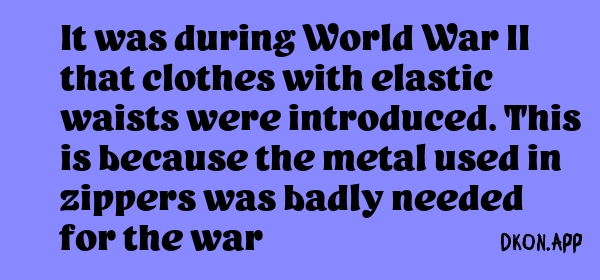 It was during World War II
that clothes with elastic
waists were introduced. This
is because the metal used in
zippers was badly needed
for the war
DKON.APP